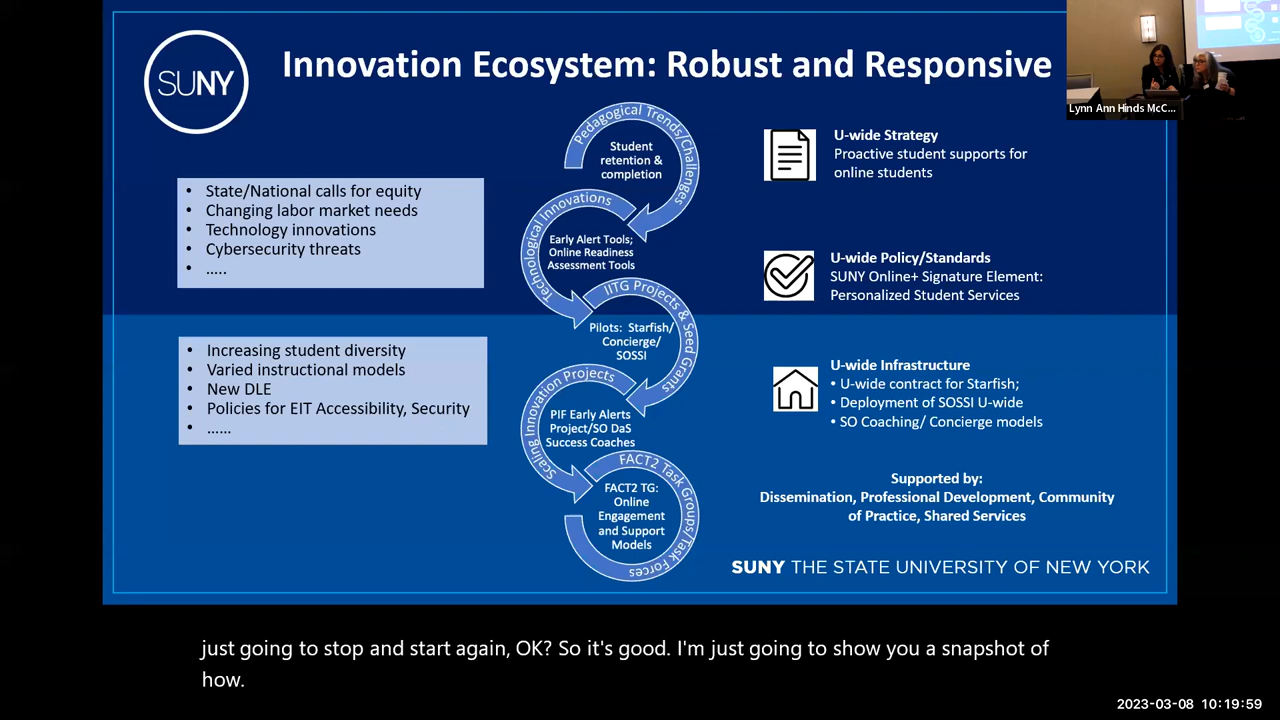 SUNY
Innovation Ecosystem: Robust and Responsive
Lynn Ann Hinds McC...
• State/National calls for equity
• Changing labor market needs
• Technology innovations
• Cybersecurity threats
• .....
• Increasing student diversity
• Varied instructional models
• New DLE
• Policies for EIT Accessibility, Security
• ......
Pedagogical Trends/Challenges
Student
retention &
completion
Technological Innovations
Early Alert Tools;
Online Readiness
Assessment Tools
IITG Projects & Seed Grants
Pilots: Starfish/
Concierge/
SOSSI
Scaling Innovation Projects
PIF Early Alerts
Project/SO DaS
Success Coaches
FACT2 Task Groups/Task Forces
FACT2 TG:
Online
Engagement
and Support
Models
U-wide Strategy
Proactive student supports for
online students
U-wide Policy/Standards
SUNY Online+ Signature Element:
Personalized Student Services
U-wide Infrastructure
• U-wide contract for Starfish;
• Deployment of SOSSI U-wide
• SO Coaching/ Concierge models
Supported by:
Dissemination, Professional Development, Community
of Practice, Shared Services
SUNY THE STATE UNIVERSITY OF NEW YORK
just going to stop and start again, OK? So it's good. I'm just going to show you a snapshot of
how.
2023-03-08 10:19:59